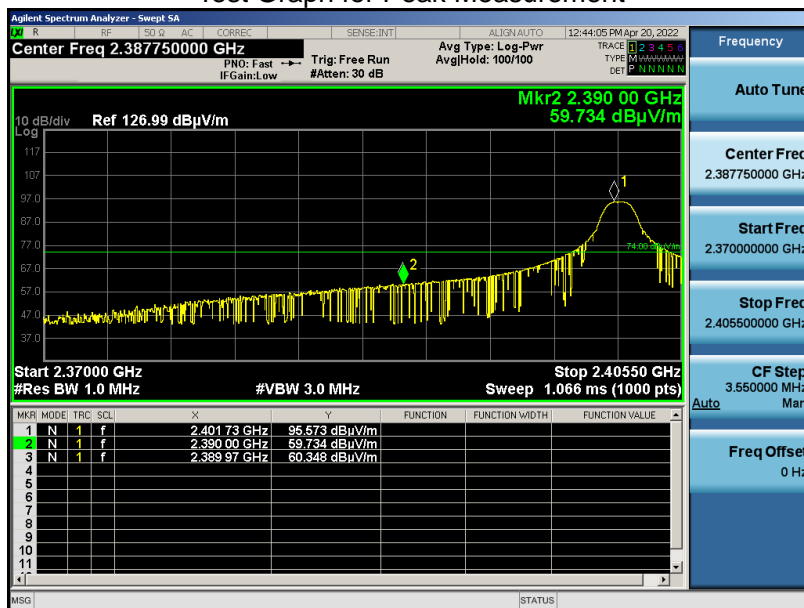 Test Graph for Peak Measurement
Agilent Spectrum Analyzer - Swept SA
LXI R RF 50 Ω AC CORREC SENSE:INT ALIGN AUTO 12:44:05 PM Apr 20, 2022
Center Freq 2.387750000 GHz
PNO: Fast
IFGain:Low
Trig: Free Run
#Atten: 30 dB
Avg Type: Log-Pwr
Avg|Hold: 100/100
TRACE 1 2 3 4 5 6
TYPE M WWWWW
DET P N N N N N
Mkr2 2.390 00 GHz
59.734 dBµV/m
10 dB/div Ref 126.99 dBµV/m
Log
117
107
97.0
87.0
77.0
67.0
57.0
47.0
37.0
1
2
74.00 dBµV/m
Start 2.37000 GHz Stop 2.40550 GHz
#Res BW 1.0 MHz #VBW 3.0 MHz Sweep 1.066 ms (1000 pts)
MKR MODE TRC SCL X Y FUNCTION FUNCTION WIDTH FUNCTION VALUE
1 N 1 f 2.401 73 GHz 95.573 dBµV/m
2 N 1 f 2.390 00 GHz 59.734 dBµV/m
3 N 1 f 2.389 97 GHz 60.348 dBµV/m
4
5
6
7
8
9
10
11
MSG STATUS
Frequency
Auto Tune
Center Freq
2.387750000 GHz
Start Freq
2.370000000 GHz
Stop Freq
2.405500000 GHz
CF Step
3.550000 MHz
Auto Man
Freq Offset
0 Hz